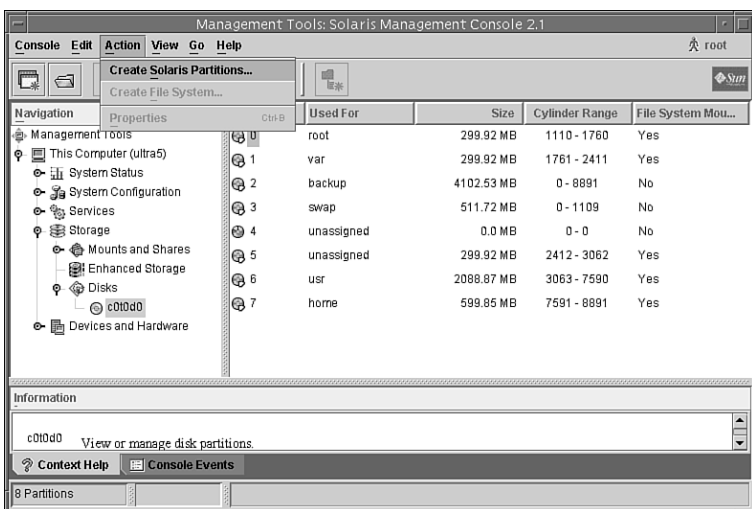 Management Tools: Solaris Management Console 2.1
Console Edit Action View Go Help
root
Create Solaris Partitions...
Create File System...
Properties Ctrl-B
Sun
Navigation
Management Tools
This Computer (ultra5)
System Status
System Configuration
Services
Storage
Mounts and Shares
Enhanced Storage
Disks
c0t0d0
Devices and Hardware
Used For Size Cylinder Range File System Mou...
0 root 299.92 MB 1110 - 1760 Yes
1 var 299.92 MB 1761 - 2411 Yes
2 backup 4102.53 MB 0 - 8891 No
3 swap 511.72 MB 0 - 1109 No
4 unassigned 0.0 MB 0 - 0 No
5 unassigned 299.92 MB 2412 - 3062 Yes
6 usr 2088.87 MB 3063 - 7590 Yes
7 home 599.85 MB 7591 - 8891 Yes
Information
c0t0d0 View or manage disk partitions.
Context Help Console Events
8 Partitions